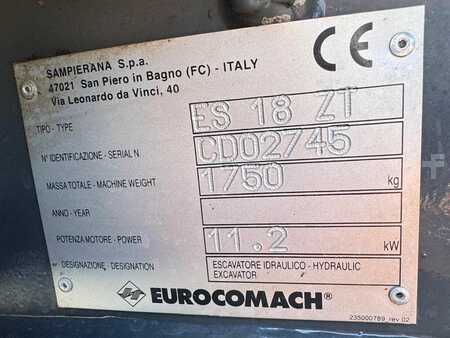 SAMPIERANA S.p.a.
47021 San Piero in Bagno (FC) - ITALY
Via Leonardo da Vinci, 40
CE
TIPO - TYPE ES 18 ZT
N° IDENTIFICAZIONE - SERIAL N. CD02745
MASSA TOTALE - MACHINE WEIGHT 1750 kg
ANNO - YEAR
POTENZA MOTORE - POWER 11.2 kW
DESIGNAZIONE - DESIGNATION ESCAVATORE IDRAULICO - HYDRAULIC
EXCAVATOR
EUROCOMACH®
235000789_rev.02